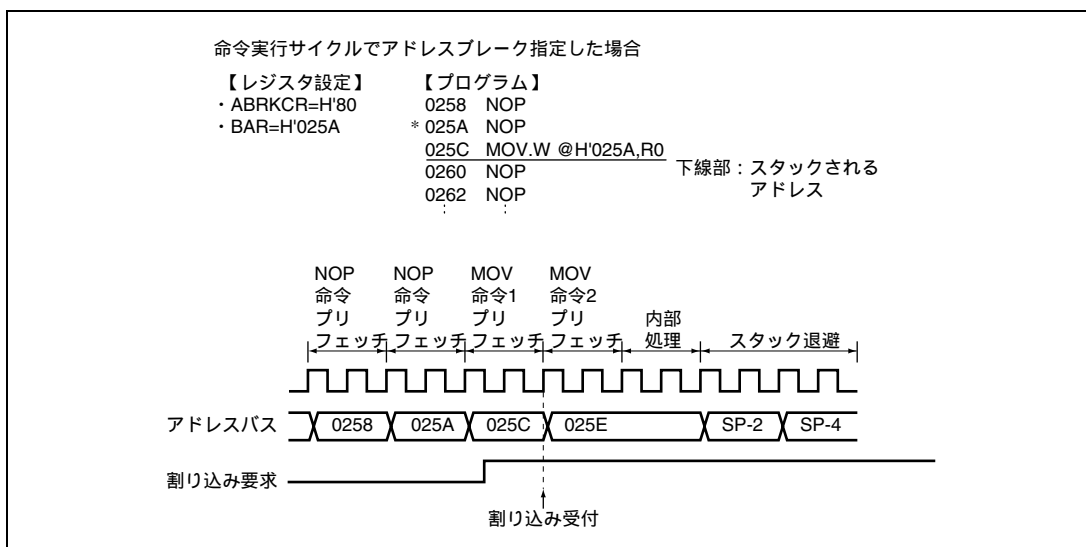 命令実行サイクルでアドレスブレーク指定した場合
【レジスタ設定】
・ABRKCR=H'80
・BAR=H'025A
【プログラム】
0258 NOP
* 025A NOP
025C MOV.W @H'025A,R0
0260 NOP
0262 NOP
下線部：スタックされる
アドレス
NOP
命令
プリ
フェッチ
NOP
命令
プリ
フェッチ
MOV
命令1
プリ
フェッチ
MOV
命令2
プリ
フェッチ
内部
処理
スタック退避
アドレスバス
0258
025A
025C
025E
SP-2
SP-4
割り込み要求
割り込み受付